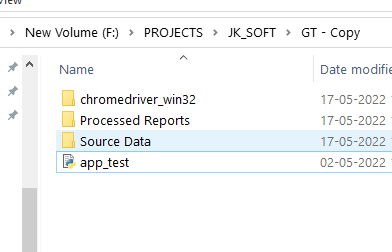 View
New Volume (F:) > PROJECTS > JK_SOFT > GT - Copy
Name Date modifie
chromedriver_win32 17-05-2022
Processed Reports 17-05-2022
Source Data 17-05-2022
app_test 02-05-2022